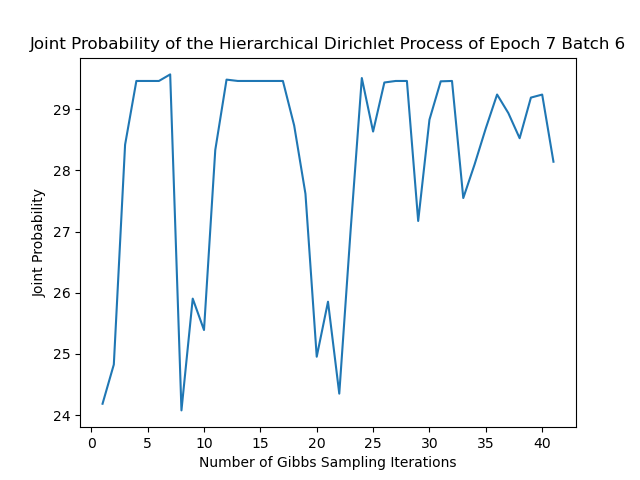 Joint Probability of the Hierarchical Dirichlet Process of Epoch 7 Batch 6
29
28
27
26
25
24
Joint Probability
0 5 10 15 20 25 30 35 40
Number of Gibbs Sampling Iterations